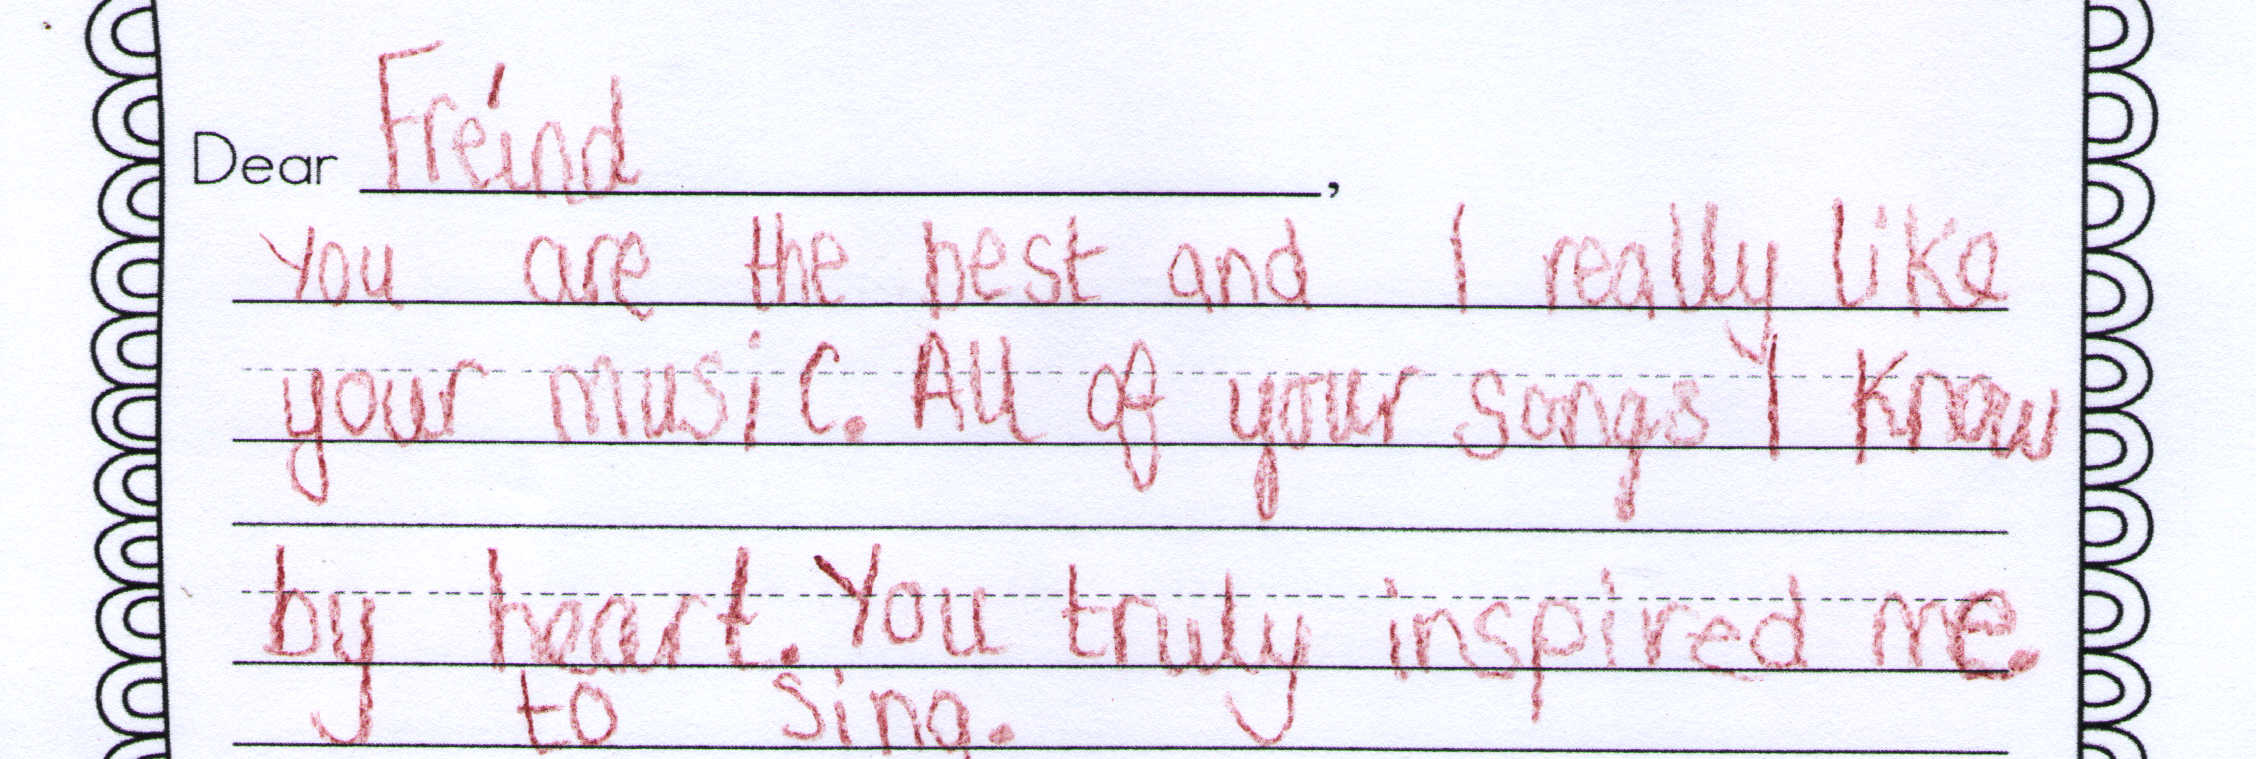 Dear Freind,
You are the best and I really like
your music. All of your songs I know
by heart. You truly inspired me.
to sing.